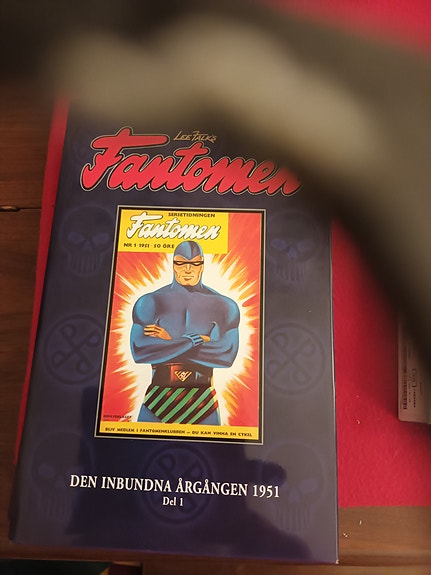 LEE FALK'S
Fantomen
SERIETIDNINGEN
Fantomen
NR 1 · 1951 · 50 ÖRE
BLIV MEDLEM I FANTOMENKLUBBEN — DU KAN VINNA EN CYKEL
DEN INBUNDNA ÅRGÅNGEN 1951
Del 1